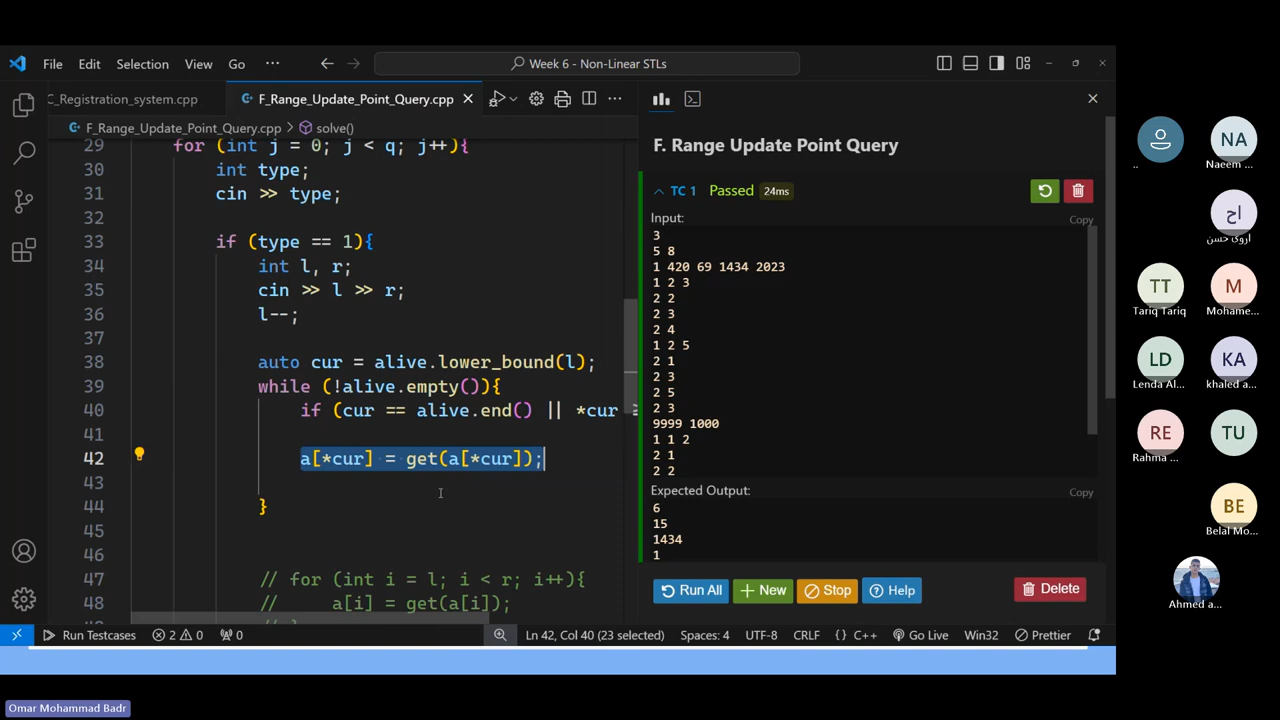 File Edit Selection View Go ··· Week 6 - Non-Linear STLs
C_Registration_system.cpp F_Range_Update_Point_Query.cpp
F_Range_Update_Point_Query.cpp > solve()
29 for (int j = 0; j < q; j++){
30 int type;
31 cin >> type;
32
33 if (type == 1){
34 int l, r;
35 cin >> l >> r;
36 l--;
37
38 auto cur = alive.lower_bound(l);
39 while (!alive.empty()){
40 if (cur == alive.end() || *cur ≥
41
42 a[*cur] = get(a[*cur]);
43
44 }
45
46
47 // for (int i = l; i < r; i++){
48 // a[i] = get(a[i]);
// }
F. Range Update Point Query
TC 1 Passed 24ms
Input:
Copy
3
5 8
1 420 69 1434 2023
1 2 3
2 2
2 3
2 4
1 2 5
2 1
2 3
2 5
2 3
9999 1000
1 1 2
2 1
2 2
Expected Output:
Copy
6
15
1434
1
Run All New Stop Help Delete
Run Testcases 2 0 0 Ln 42, Col 40 (23 selected) Spaces: 4 UTF-8 CRLF {} C++ Go Live Win32 Prettier
..
NA
Naeem ...
اح
اروى حسن
TT
Tariq Tariq
M
Mohame...
LD
Lenda Al...
KA
khaled a...
RE
Rahma ...
TU
BE
Belal Mo...
Ahmed a...
Omar Mohammad Badr